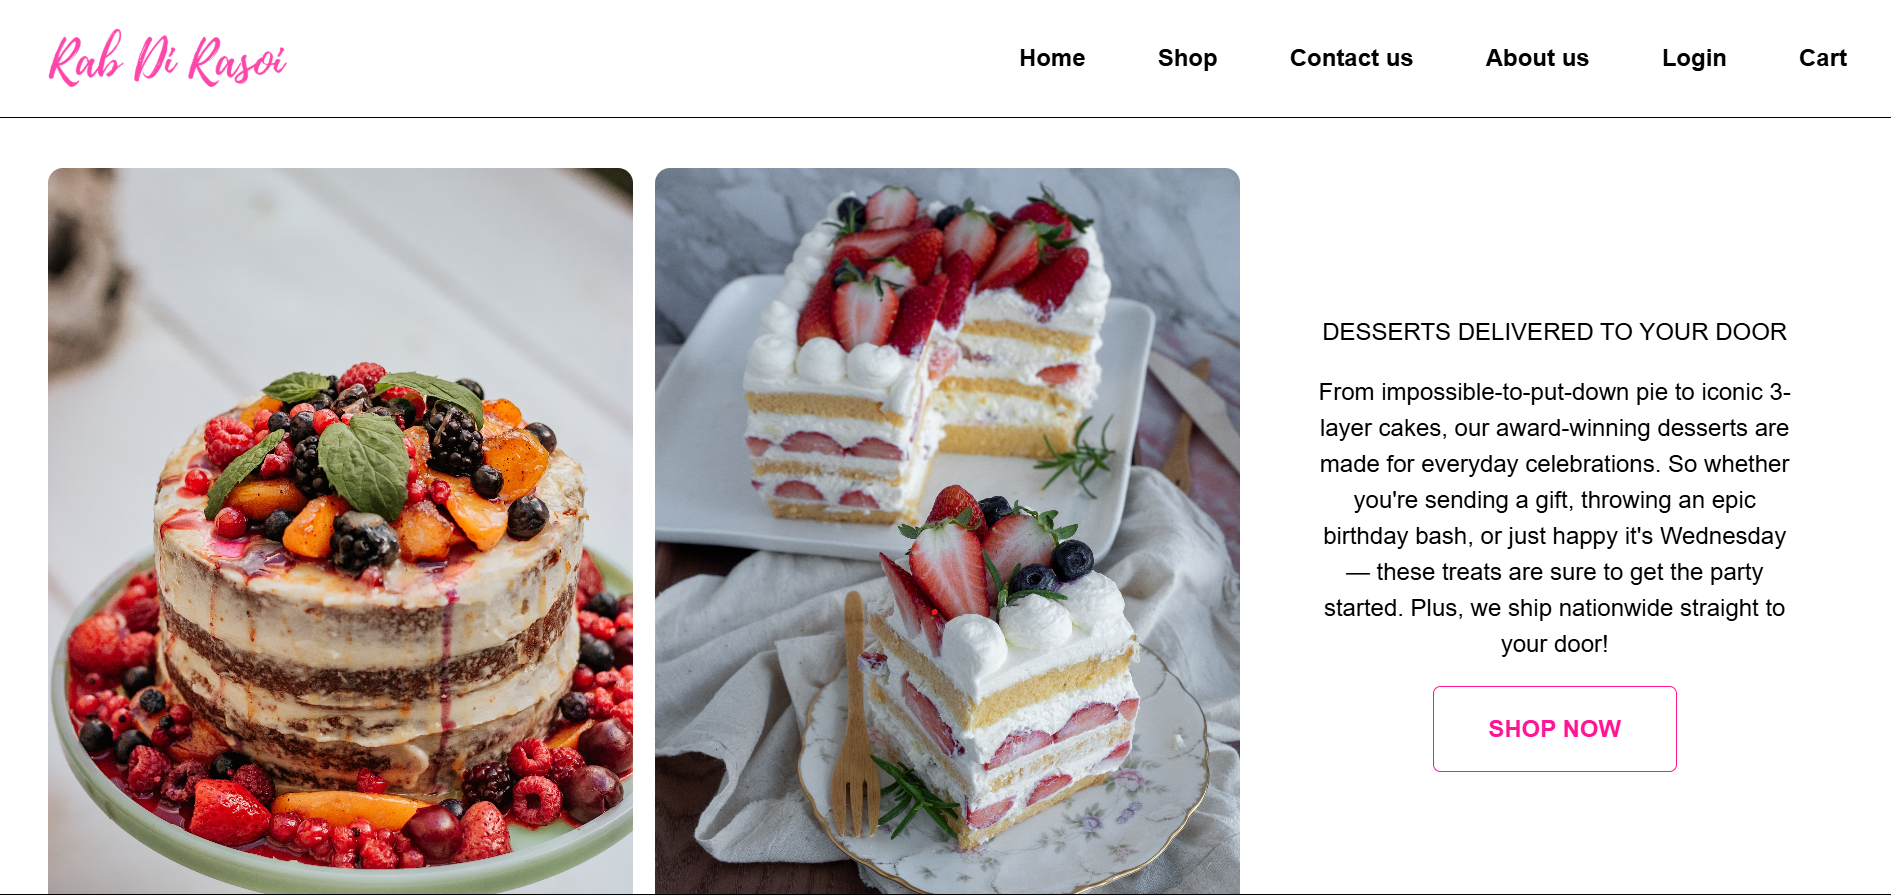 Rab Di Rasoi
Home Shop Contact us About us Login Cart
DESSERTS DELIVERED TO YOUR DOOR
From impossible-to-put-down pie to iconic 3-
layer cakes, our award-winning desserts are
made for everyday celebrations. So whether
you're sending a gift, throwing an epic
birthday bash, or just happy it's Wednesday
— these treats are sure to get the party
started. Plus, we ship nationwide straight to
your door!
SHOP NOW